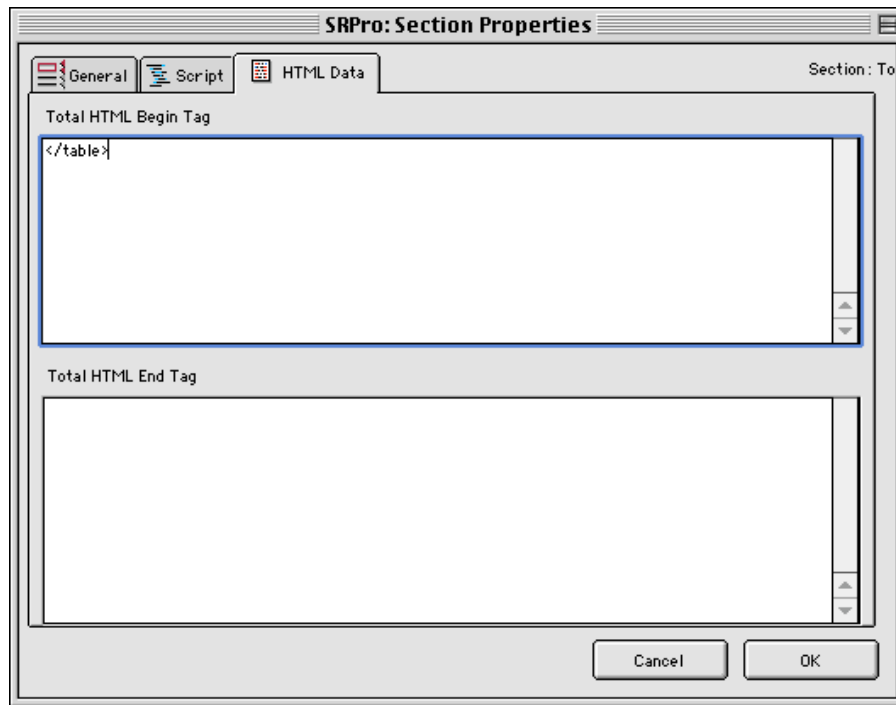 SRPro: Section Properties
General Script HTML Data Section: To
Total HTML Begin Tag
</table>
Total HTML End Tag
Cancel OK